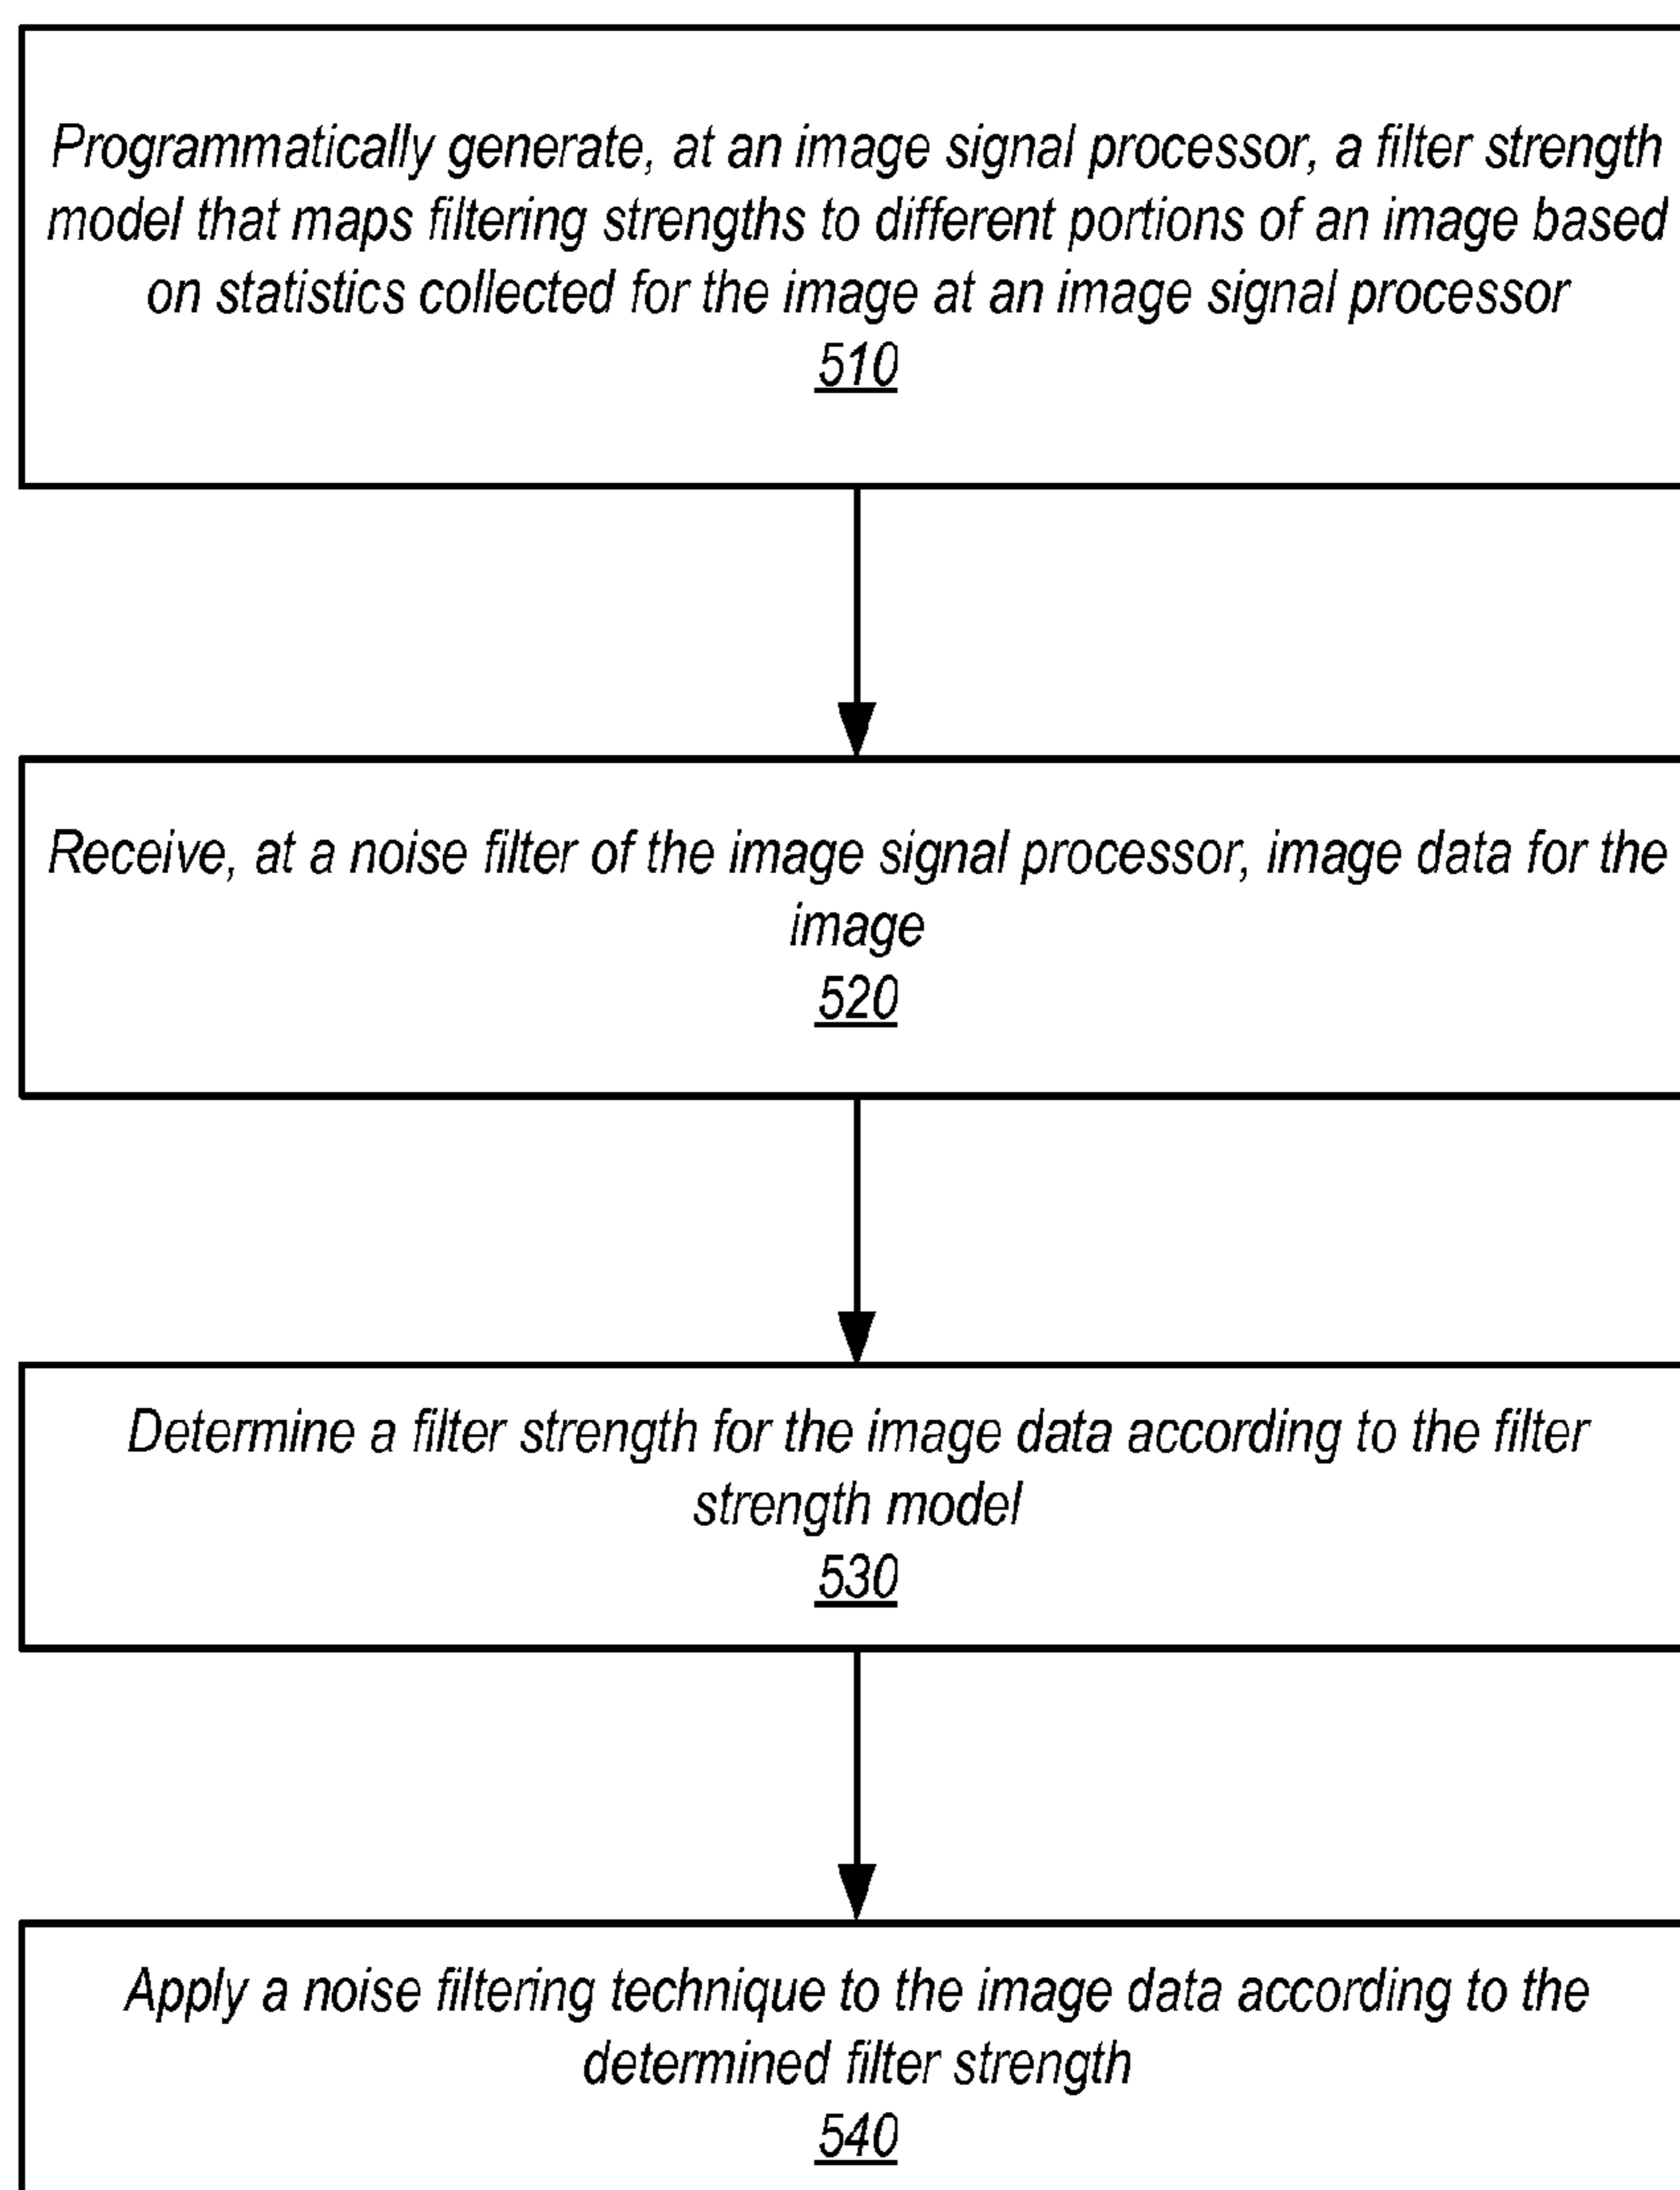 Programmatically generate, at an image signal processor, a filter strength
model that maps filtering strengths to different portions of an image based
on statistics collected for the image at an image signal processor
510
Receive, at a noise filter of the image signal processor, image data for the
image
520
Determine a filter strength for the image data according to the filter
strength model
530
Apply a noise filtering technique to the image data according to the
determined filter strength
540